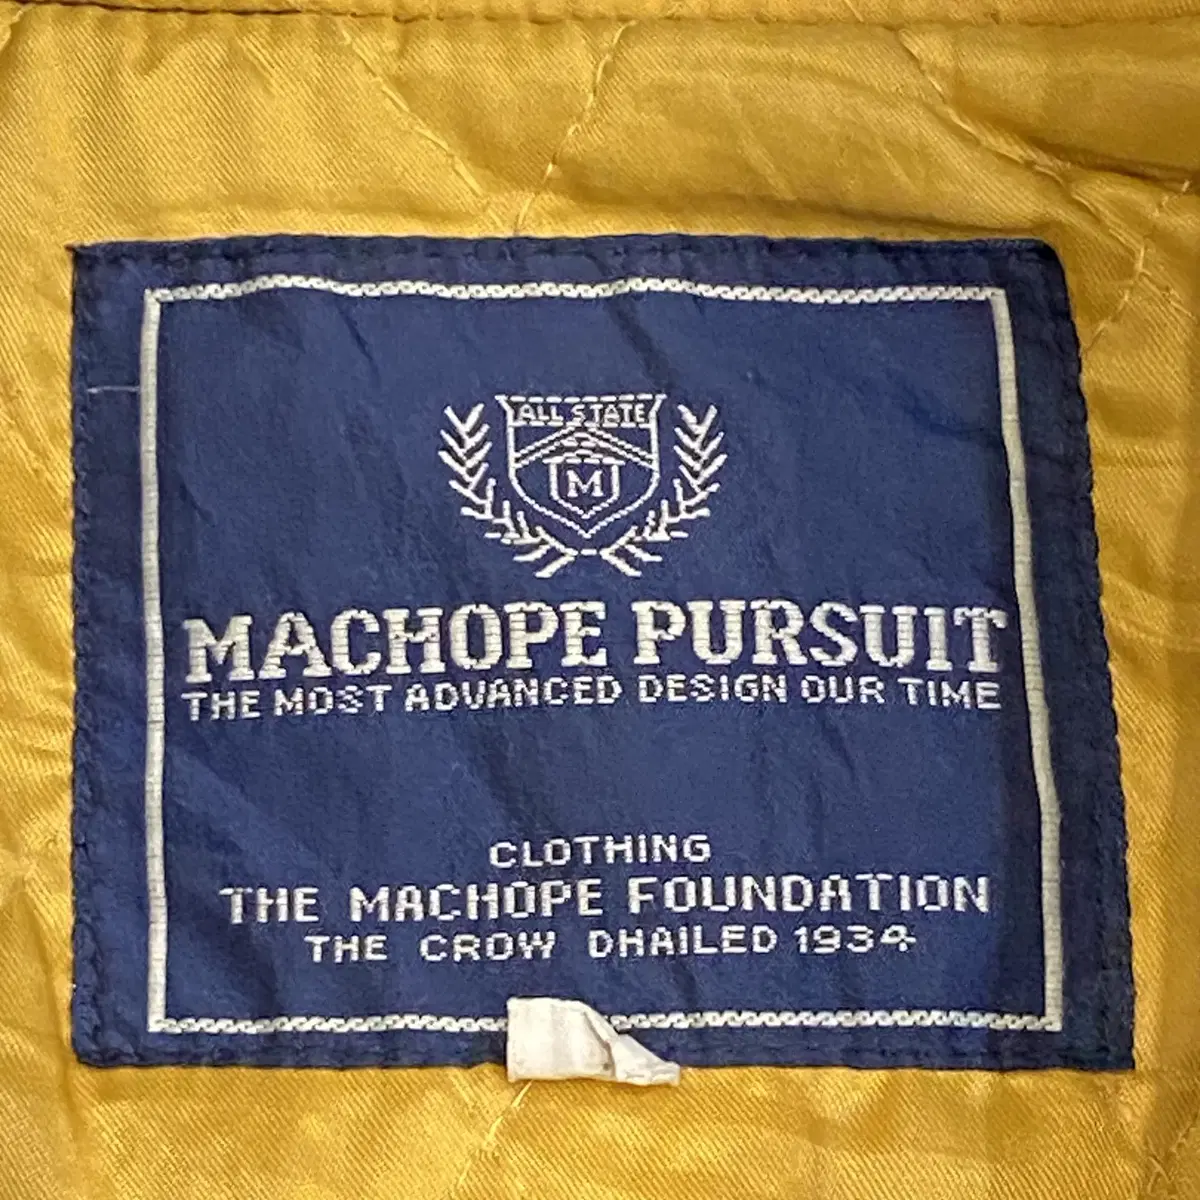 ALL STATE
M
MACHOPE PURSUIT
THE MOST ADVANCED DESIGN OUR TIME
CLOTHING
THE MACHOPE FOUNDATION
THE CROW DHAILED 1934